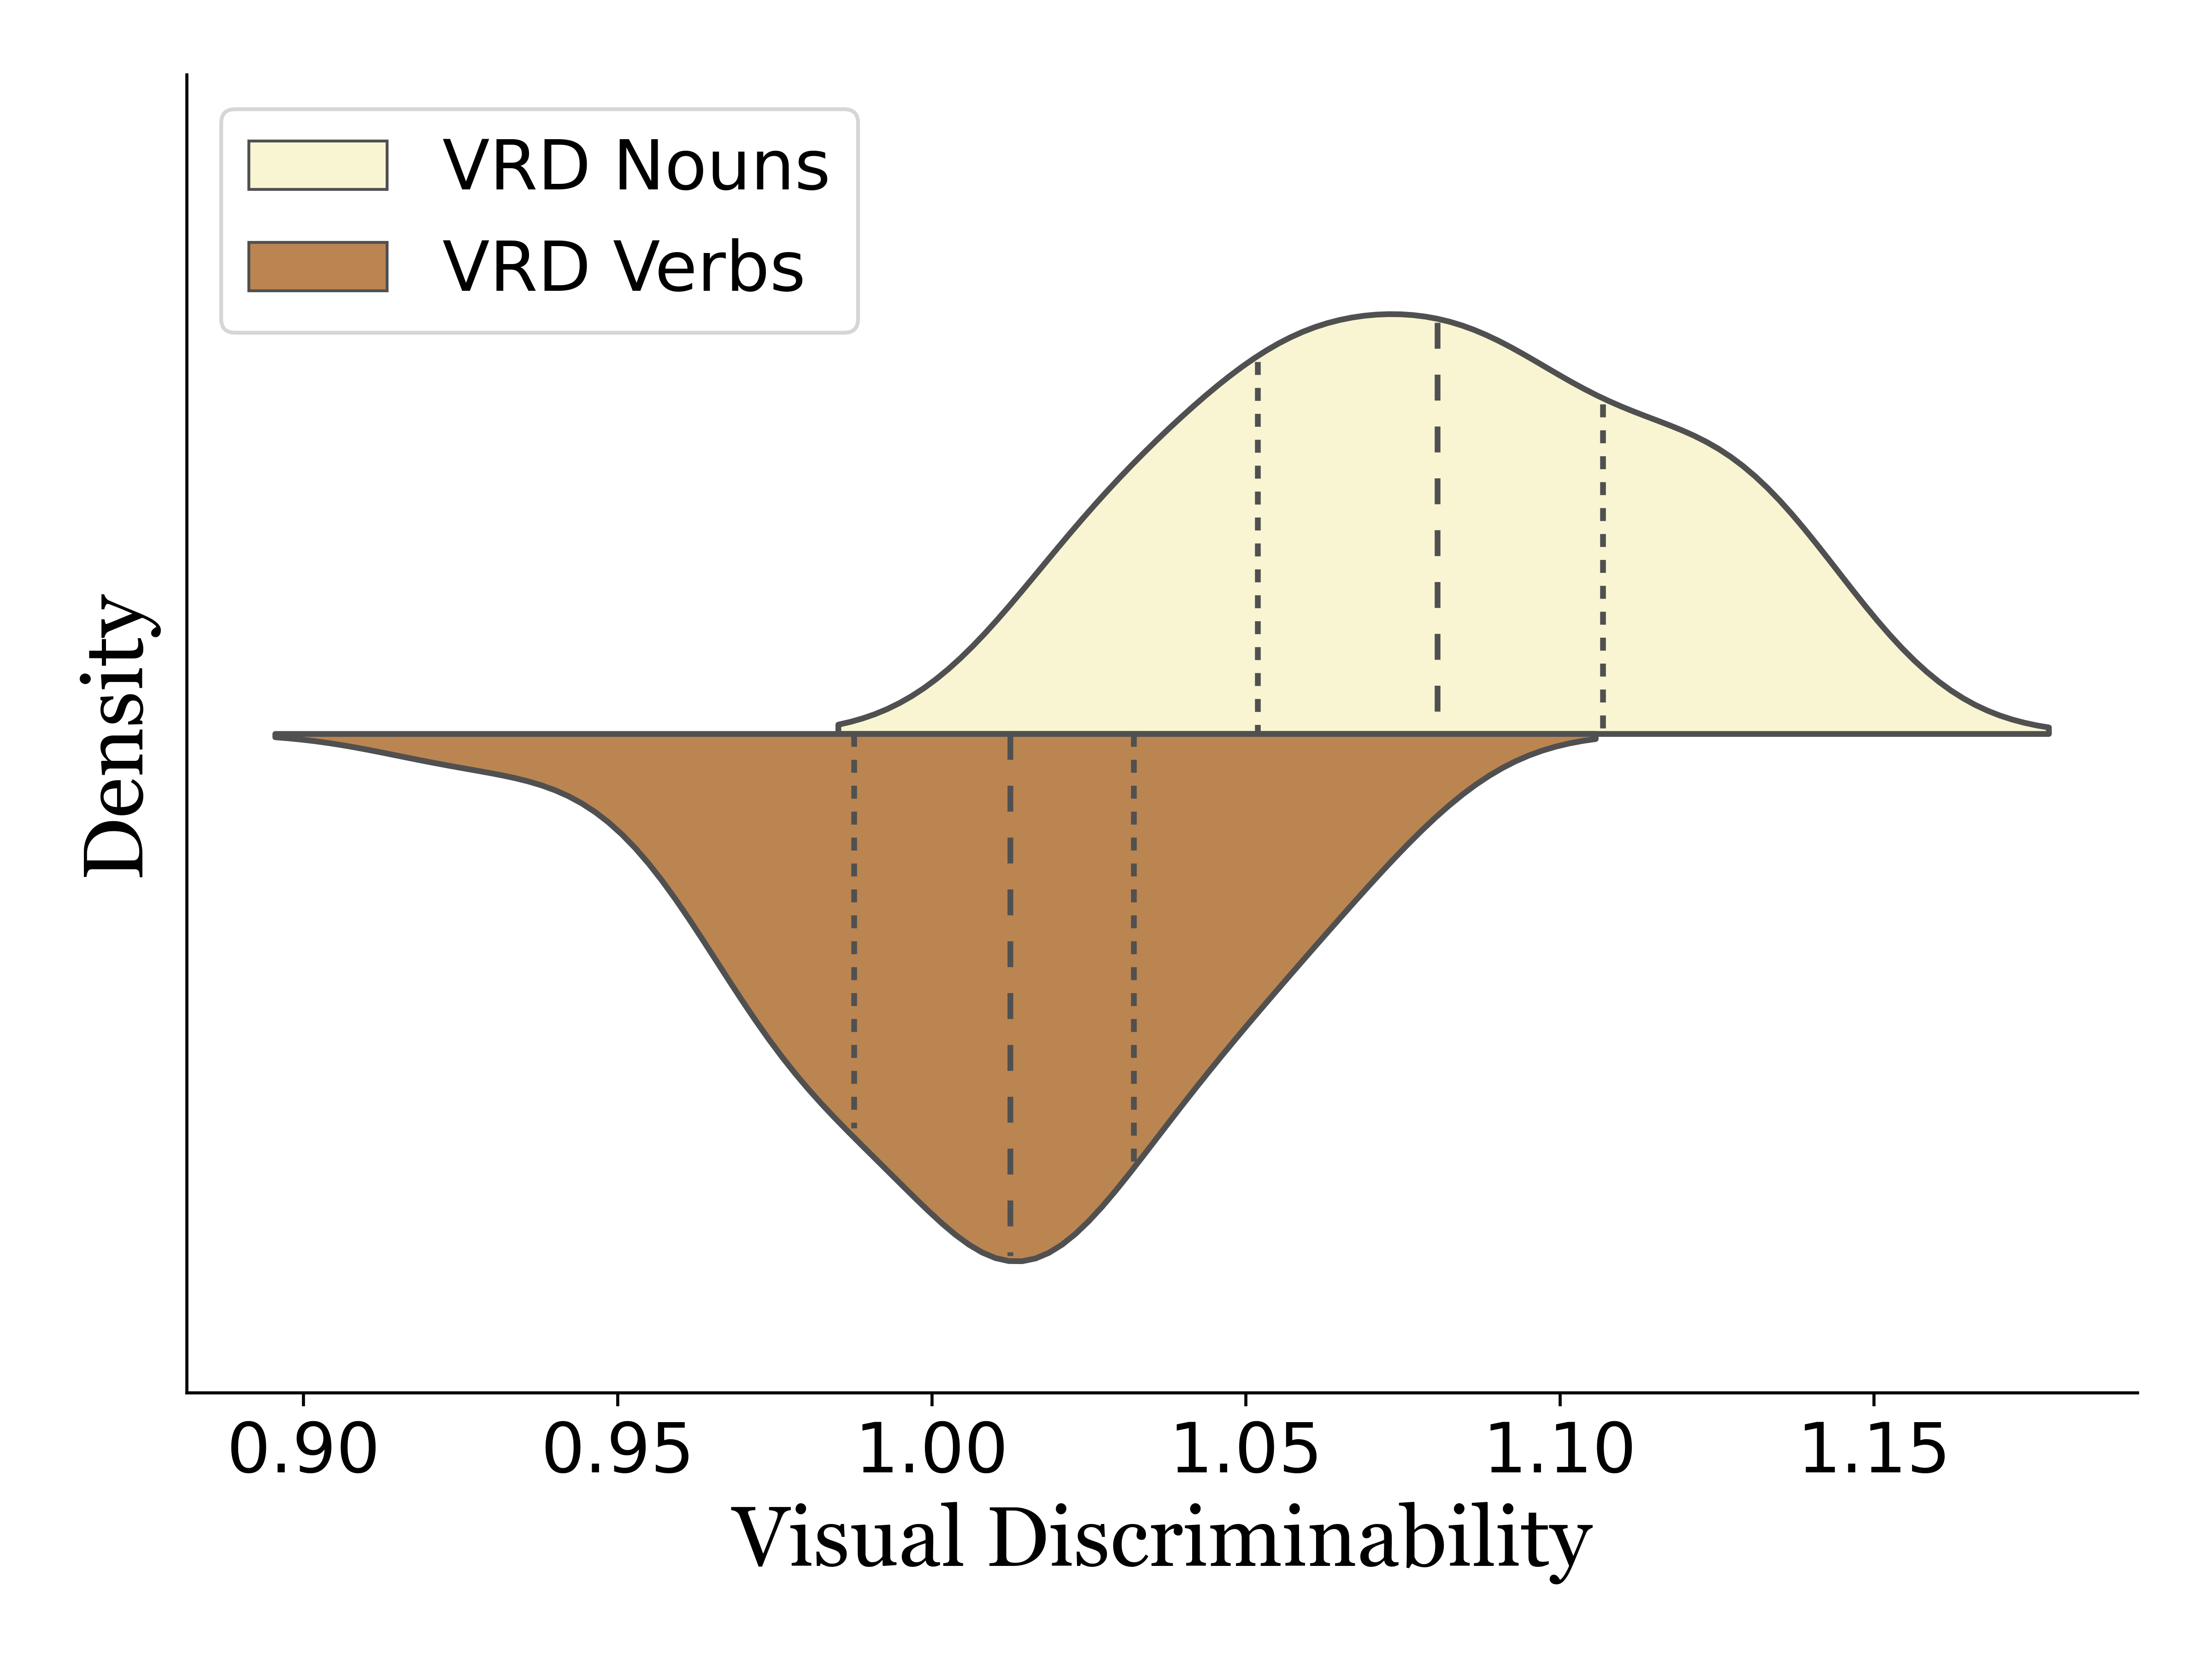 VRD Nouns
VRD Verbs
Density
0.90 0.95 1.00 1.05 1.10 1.15
Visual Discriminability